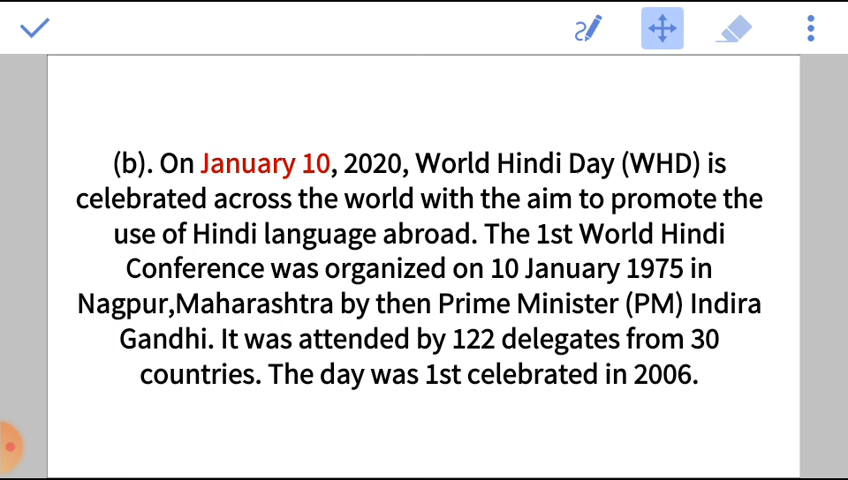 (b). On January 10, 2020, World Hindi Day (WHD) is
celebrated across the world with the aim to promote the
use of Hindi language abroad. The 1st World Hindi
Conference was organized on 10 January 1975 in
Nagpur,Maharashtra by then Prime Minister (PM) Indira
Gandhi. It was attended by 122 delegates from 30
countries. The day was 1st celebrated in 2006.